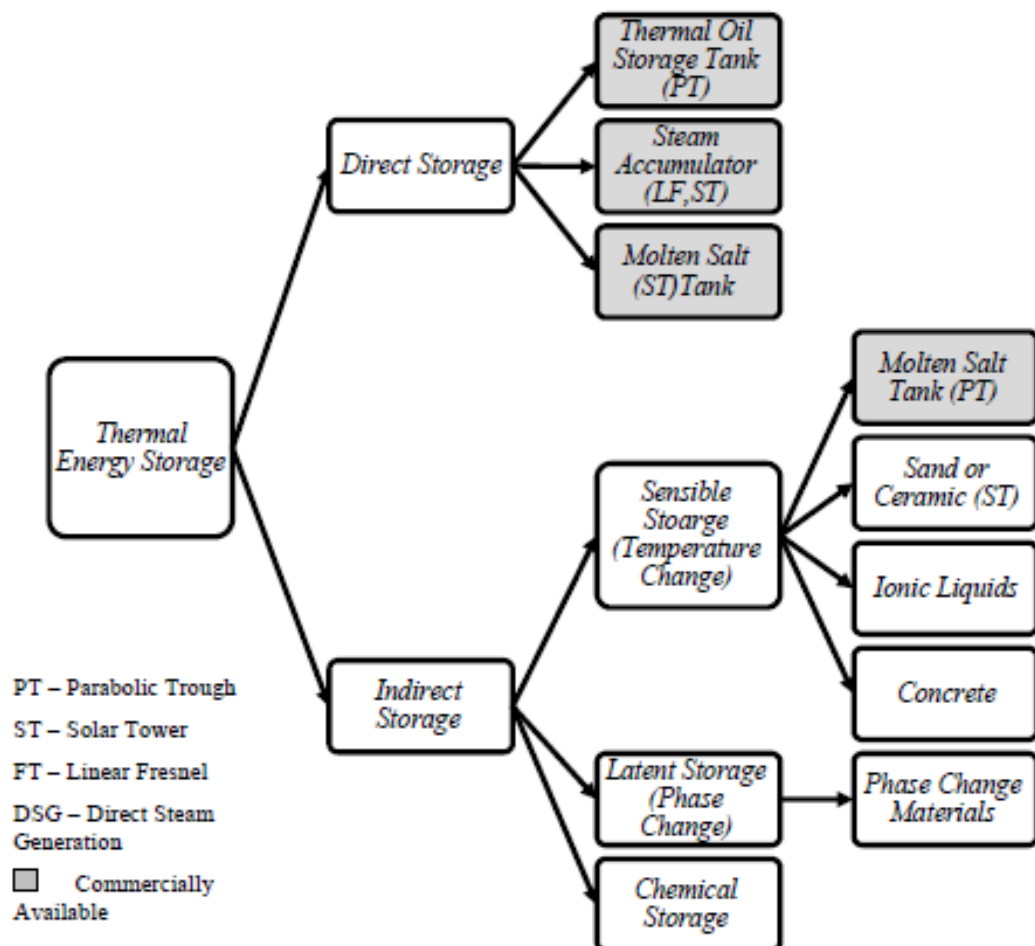 Thermal Oil
Storage Tank
(PT)
Direct Storage
Steam
Accumulator
(LF,ST)
Molten Salt
(ST)Tank
Thermal
Energy Storage
Molten Salt
Tank (PT)
Sensible
Stoarge
(Temperature
Change)
Sand or
Ceramic (ST)
Ionic Liquids
Concrete
Indirect
Storage
Latent Storage
(Phase
Change)
Phase Change
Materials
Chemical
Storage
PT – Parabolic Trough
ST – Solar Tower
FT – Linear Fresnel
DSG – Direct Steam
Generation
Commercially
Available